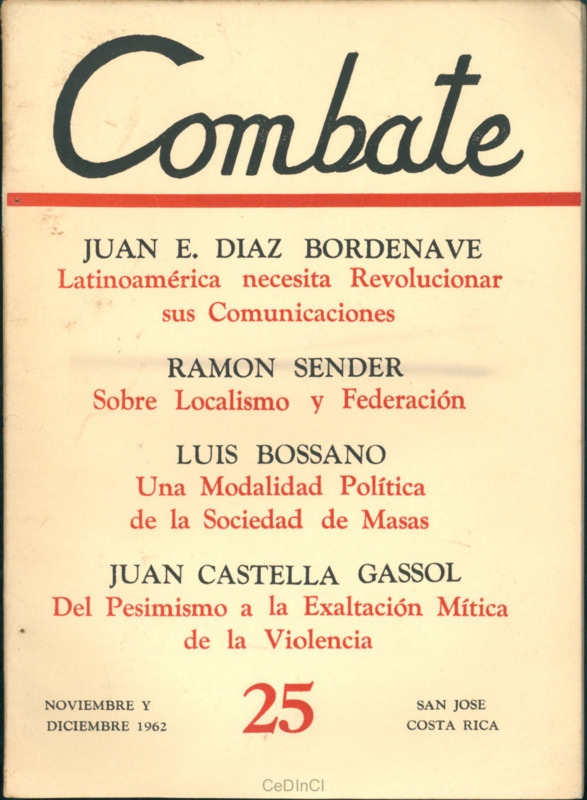 Combate
JUAN E. DIAZ BORDENAVE
Latinoamérica necesita Revolucionar
sus Comunicaciones
RAMON SENDER
Sobre Localismo y Federación
LUIS BOSSANO
Una Modalidad Política
de la Sociedad de Masas
JUAN CASTELLA GASSOL
Del Pesimismo a la Exaltación Mítica
de la Violencia
NOVIEMBRE Y
DICIEMBRE 1962
25
SAN JOSE
COSTA RICA
CeDInCI